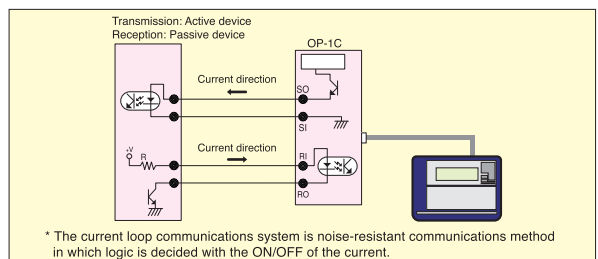 Transmission: Active device
Reception: Passive device
OP-1C
Current direction
SO
SI
+V
R
Current direction
RI
RO
* The current loop communications system is noise-resistant communications method
in which logic is decided with the ON/OFF of the current.